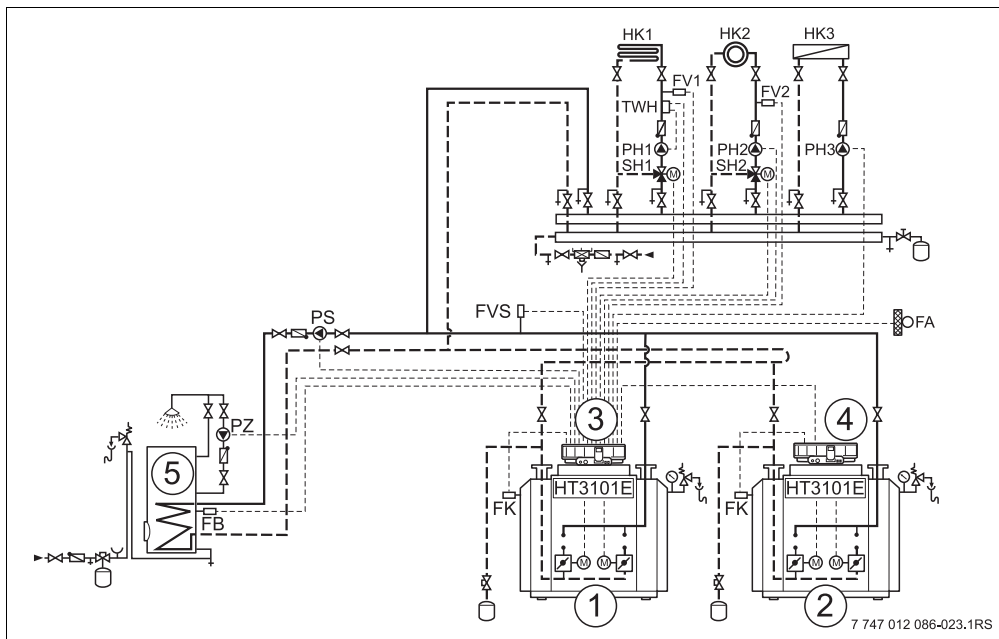 HK1
HK2
HK3
FV1
FV2
TWH
PH1
PH2
PH3
SH1
SH2
M
M
PS
FVS
FA
3
4
PZ
5
HT3101E
HT3101E
FK
FK
FB
M
M
M
M
1
2
7 747 012 086-023.1RS